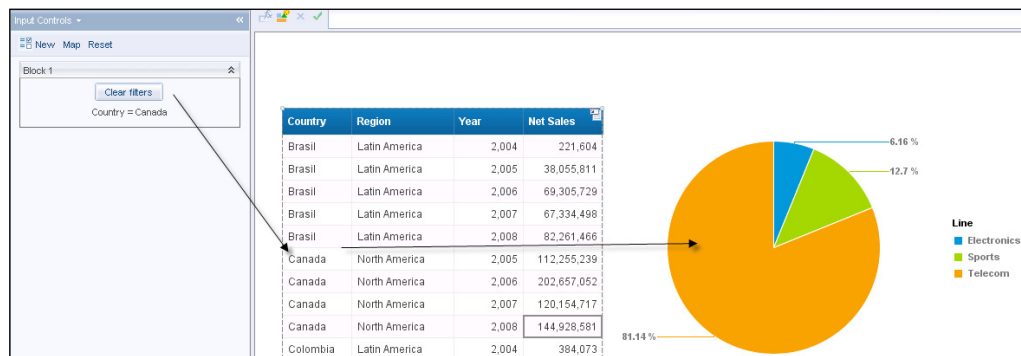 Input Controls
New Map Reset
Block 1
Clear filters
Country = Canada
Country Region Year Net Sales
Brasil Latin America 2,004 221,604
Brasil Latin America 2,005 38,055,811
Brasil Latin America 2,006 69,305,729
Brasil Latin America 2,007 67,334,498
Brasil Latin America 2,008 82,261,466
Canada North America 2,005 112,255,239
Canada North America 2,006 202,657,052
Canada North America 2,007 120,154,717
Canada North America 2,008 144,928,581
Colombia Latin America 2,004 384,073
6.16 %
12.7 %
81.14 %
Line
Electronics
Sports
Telecom